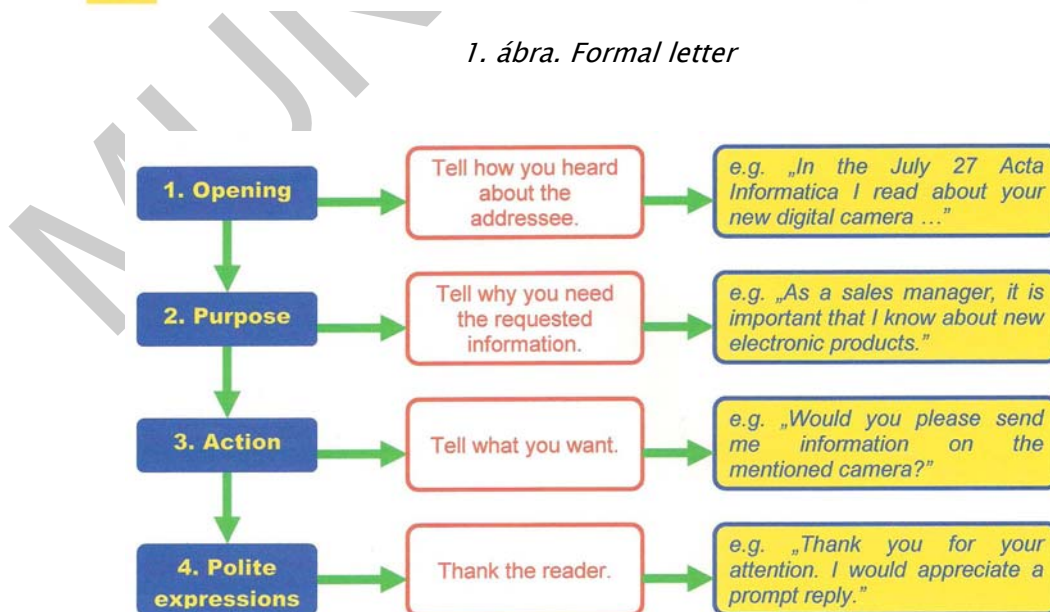 1. ábra. Formal letter
1. Opening
Tell how you heard
about the
addressee.
e.g. „In the July 27 Acta
Informatica I read about your
new digital camera …”
2. Purpose
Tell why you need
the requested
information.
e.g. „As a sales manager, it is
important that I know about new
electronic products.”
3. Action
Tell what you want.
e.g. „Would you please send
me information on the
mentioned camera?”
4. Polite
expressions
Thank the reader.
e.g. „Thank you for your
attention. I would appreciate a
prompt reply.”